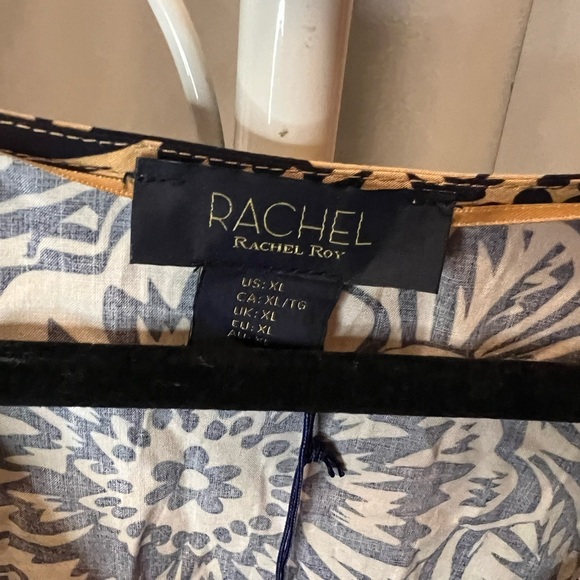 RACHEL
RACHEL ROY
US: XL
CA: XL/TG
UK: XL
EU: XL